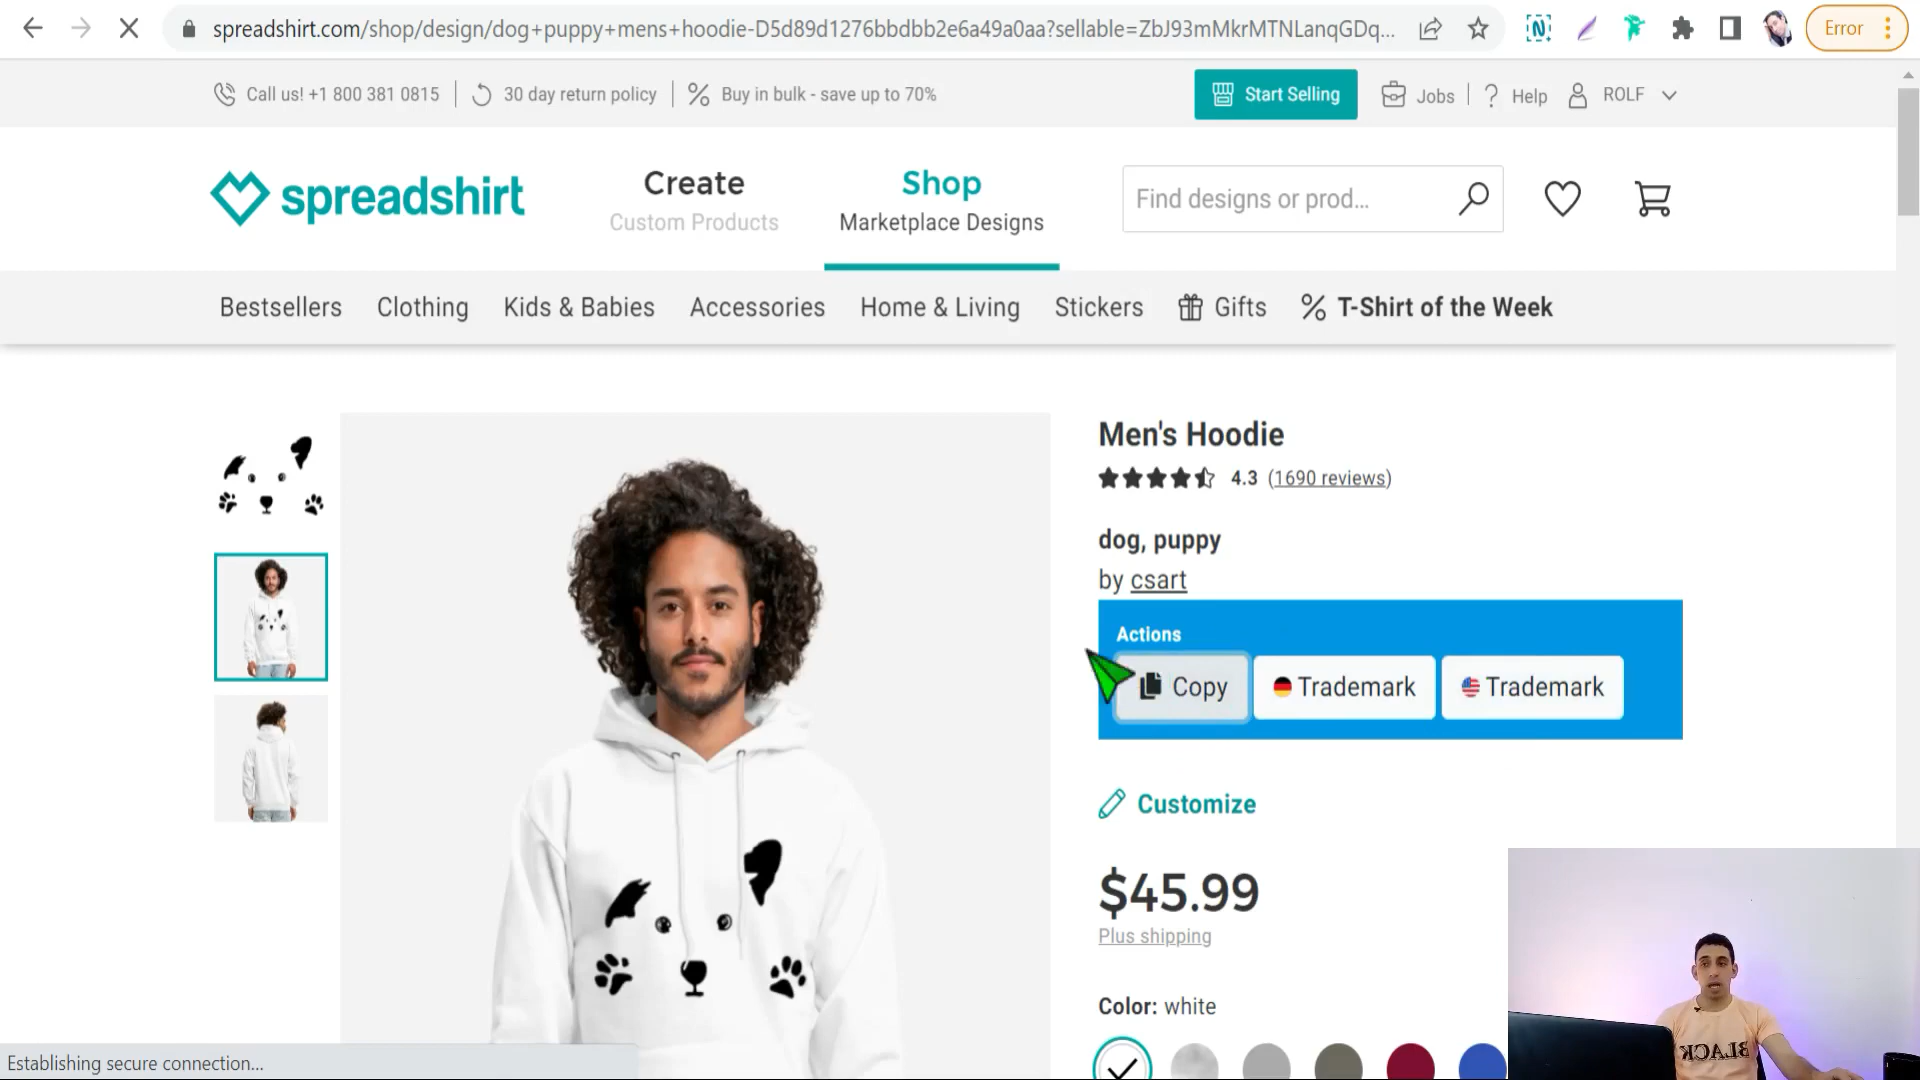 spreadshirt.com/shop/design/dog+puppy+mens+hoodie-D5d89d1276bbdbb2e6a49a0aa?sellable=ZbJ93mMkrMTNLanqGDq...
Error
Call us! +1 800 381 0815
30 day return policy
Buy in bulk - save up to 70%
Start Selling
Jobs
Help
ROLF
spreadshirt
Create
Custom Products
Shop
Marketplace Designs
Find designs or prod...
Bestsellers
Clothing
Kids & Babies
Accessories
Home & Living
Stickers
Gifts
T-Shirt of the Week
Men's Hoodie
4.3 (1690 reviews)
dog, puppy
by csart
Actions
Copy
Trademark
Trademark
Customize
$45.99
Plus shipping
Color: white
BLACK
Establishing secure connection...